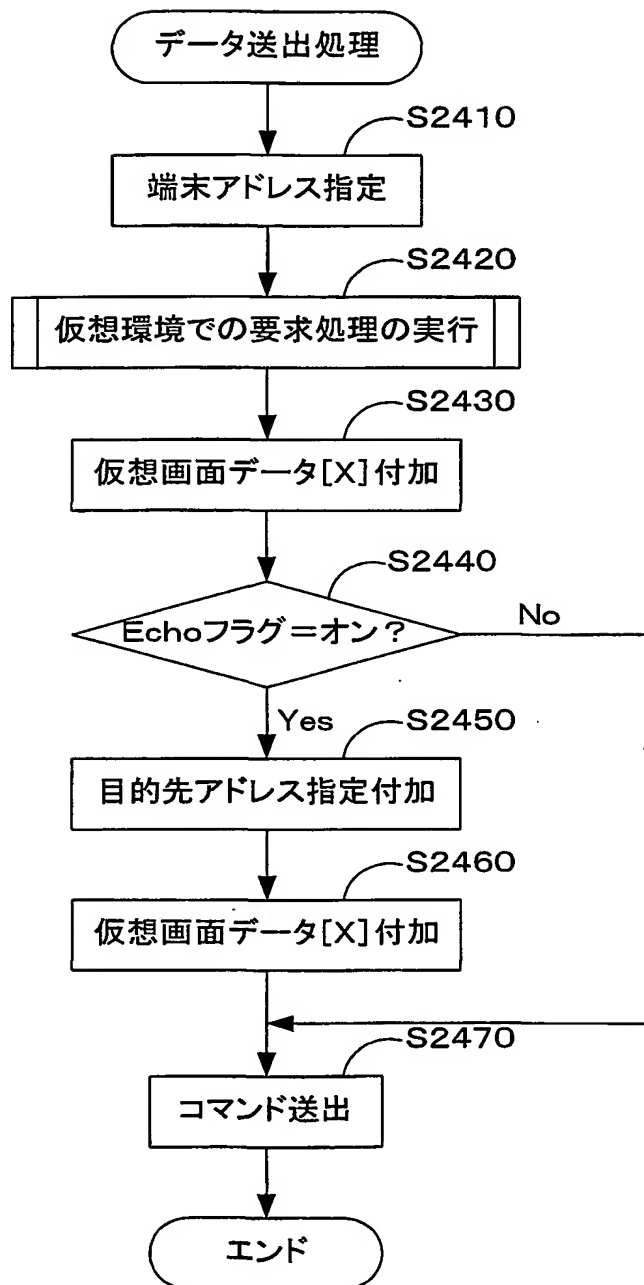 データ送出処理
S2410
端末アドレス指定
S2420
仮想環境での要求処理の実行
S2430
仮想画面データ[X]付加
S2440
Echoフラグ=オン?
No
Yes
S2450
目的先アドレス指定付加
S2460
仮想画面データ[X]付加
S2470
コマンド送出
エンド